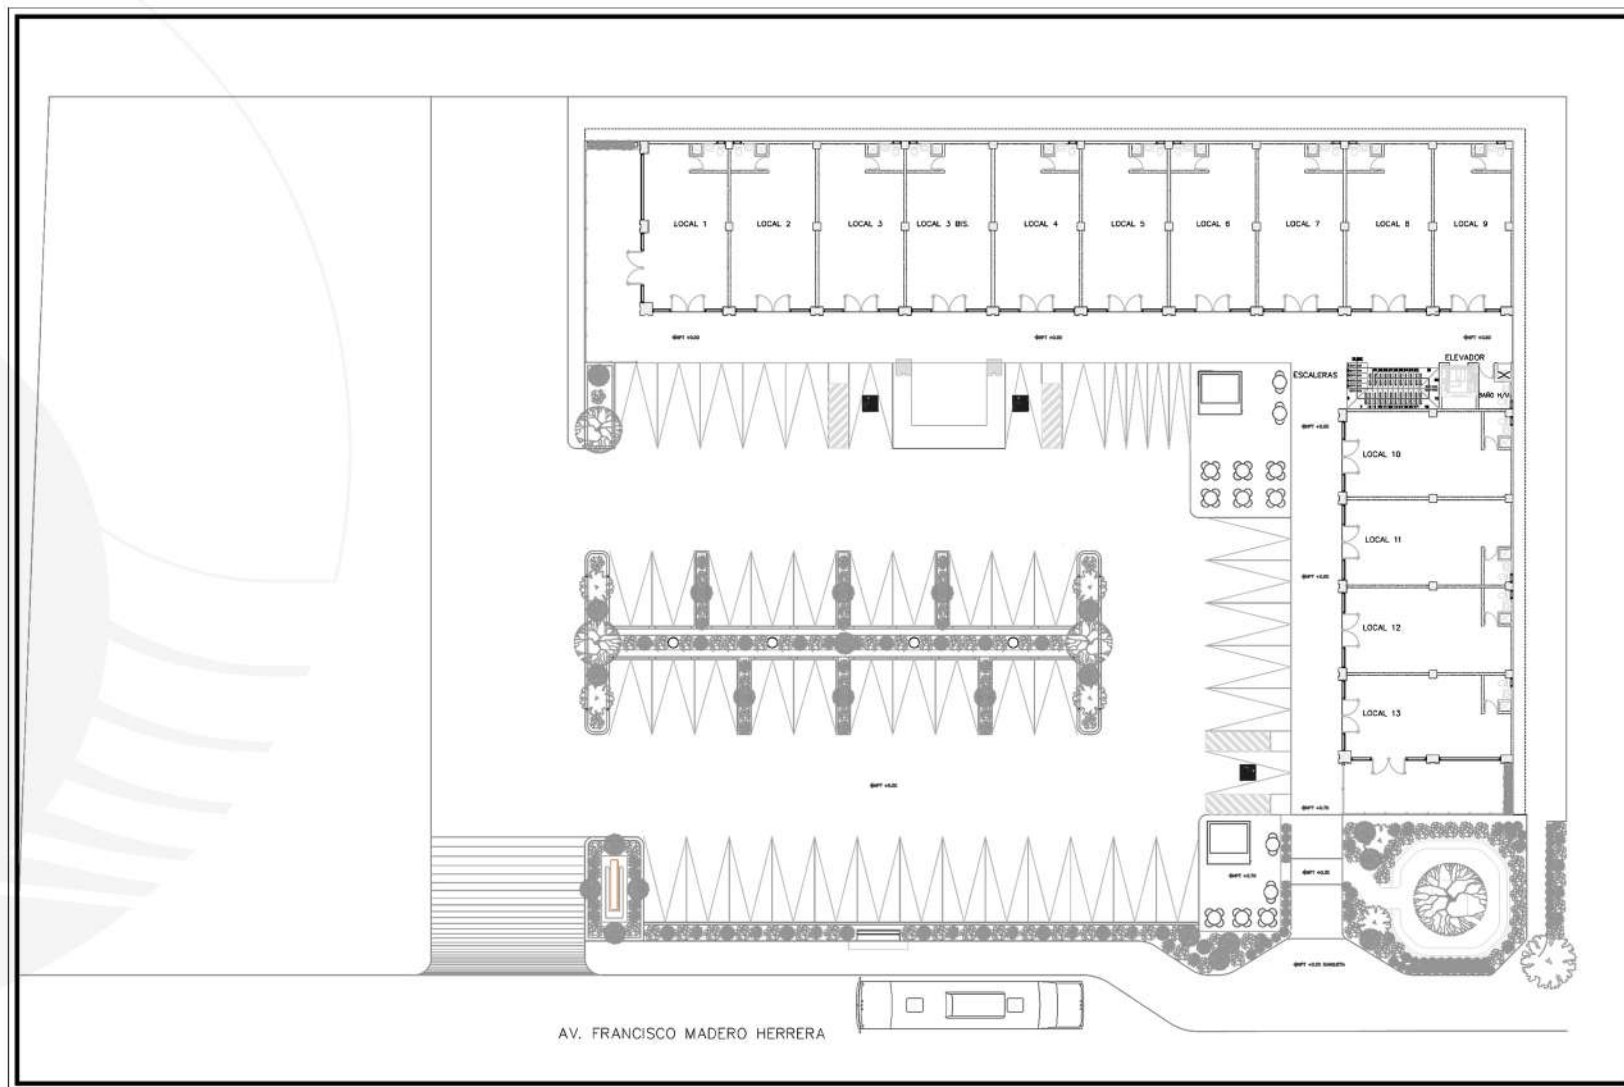 LOCAL 1
LOCAL 2
LOCAL 3
LOCAL 3 BIS.
LOCAL 4
LOCAL 5
LOCAL 6
LOCAL 7
LOCAL 8
LOCAL 9
ELEVADOR
ESCALERAS
BAÑO H/M
LOCAL 10
LOCAL 11
LOCAL 12
LOCAL 13
AV. FRANCISCO MADERO HERRERA